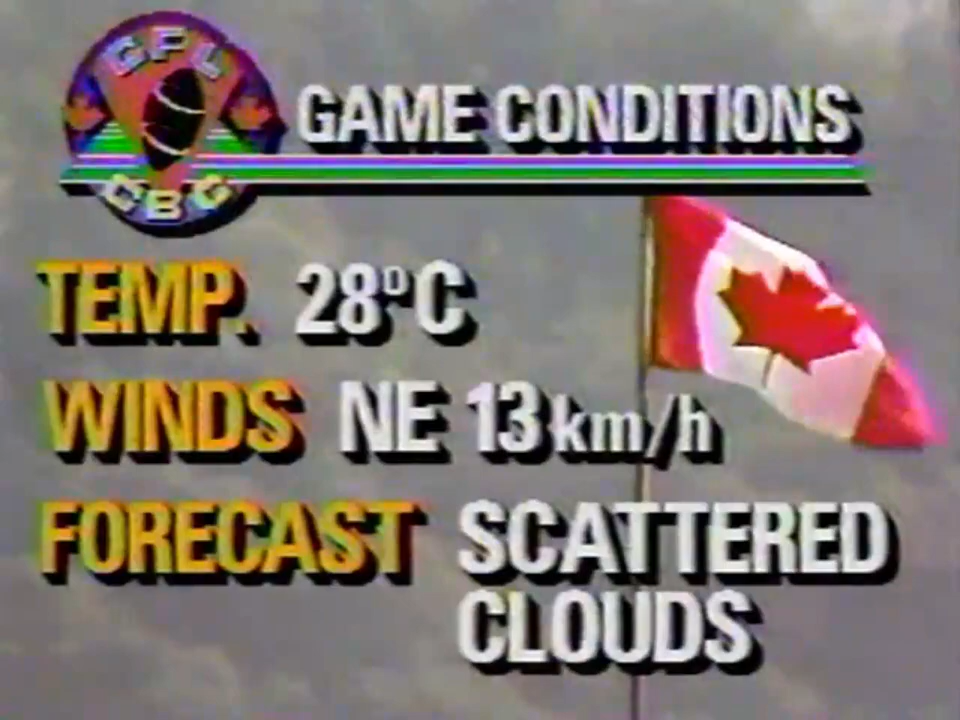 CFL
GAME CONDITIONS
CBC
TEMP. 28°C
WINDS NE 13 km/h
FORECAST SCATTERED
CLOUDS